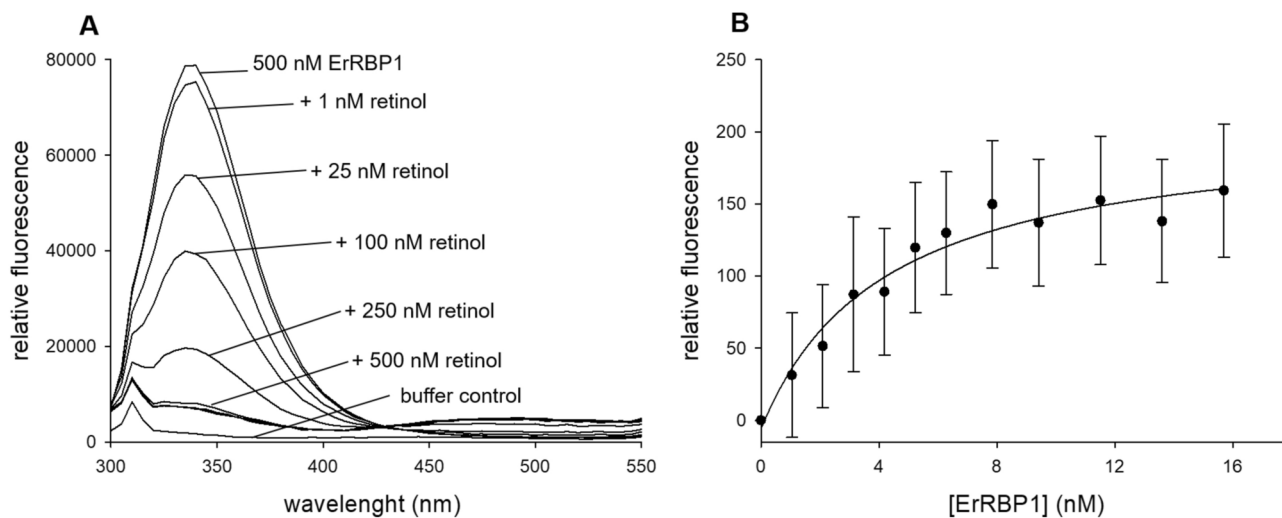 A
80000
60000
40000
20000
0
relative fluorescence
500 nM ErRBP1
+ 1 nM retinol
+ 25 nM retinol
+ 100 nM retinol
+ 250 nM retinol
+ 500 nM retinol
buffer control
300 350 400 450 500 550
wavelenght (nm)
B
250
200
150
100
50
0
relative fluorescence
0 4 8 12 16
[ErRBP1] (nM)